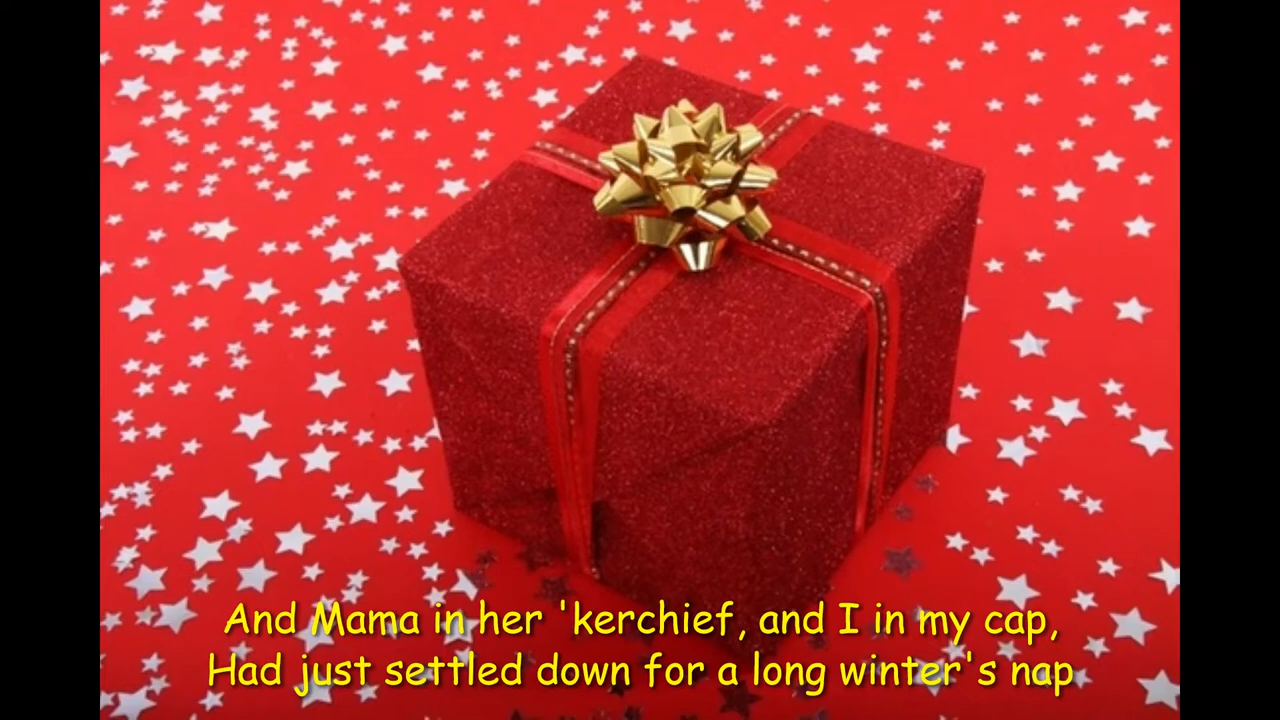 And Mama in her 'kerchief, and I in my cap,
Had just settled down for a long winter's nap